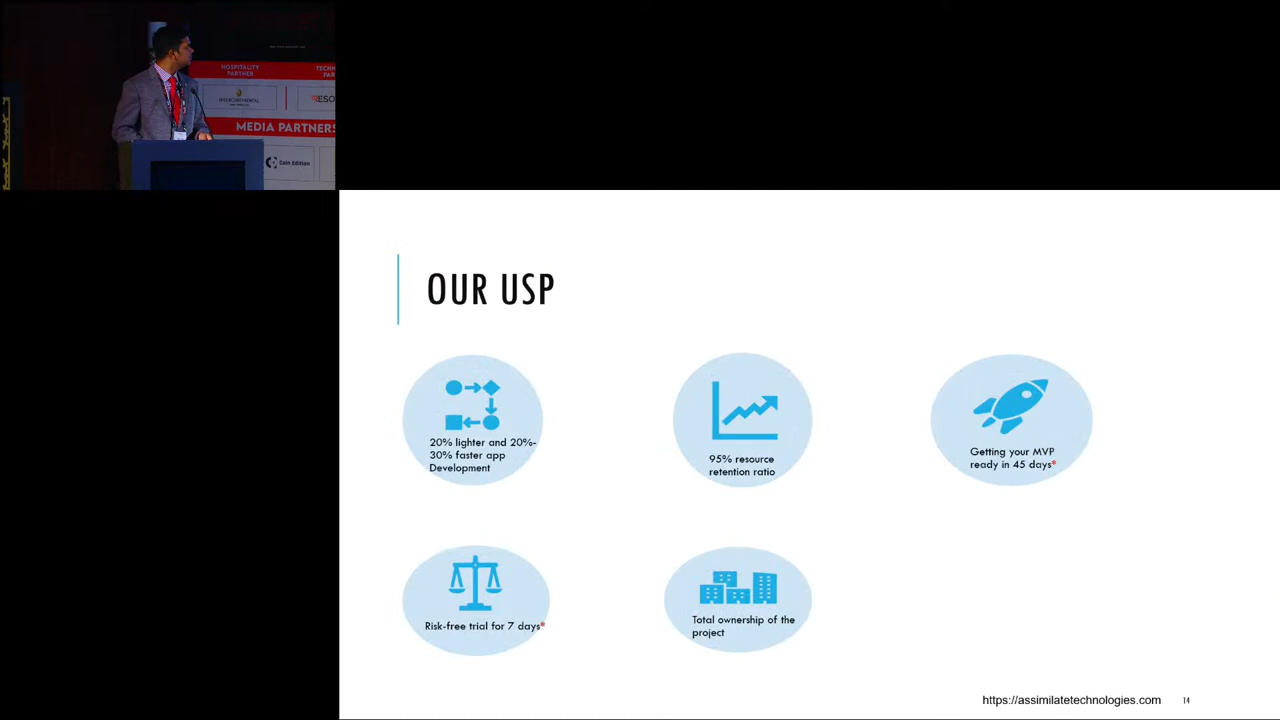 HOSPITALITY
PARTNER
TECH
PAR
INTERCONTINENTAL
RESO
MEDIA PARTNERS
Coin Edition
OUR USP
20% lighter and 20%-
30% faster app
Development
95% resource
retention ratio
Getting your MVP
ready in 45 days*
Risk-free trial for 7 days*
Total ownership of the
project
https://assimilatetechnologies.com
14